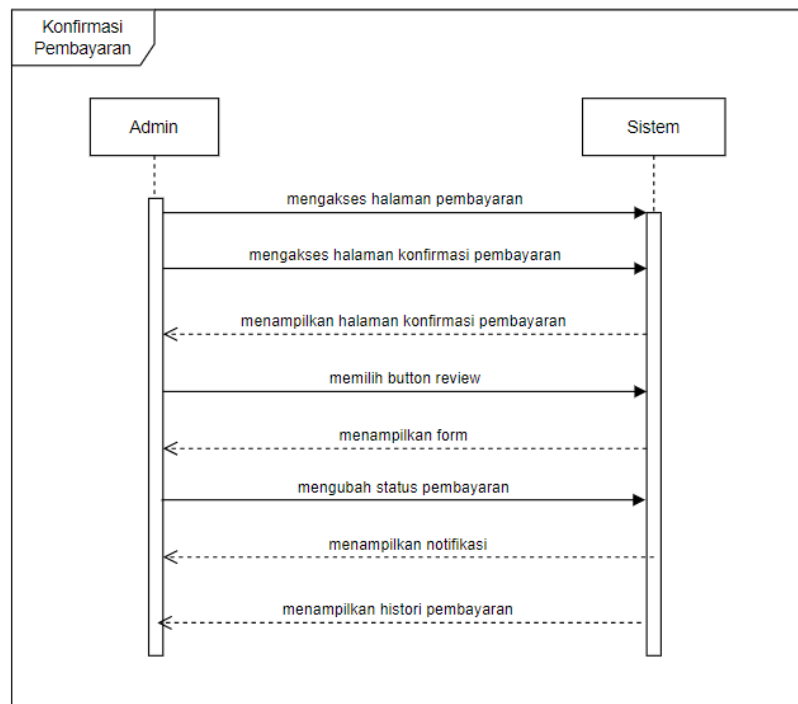 Konfirmasi
Pembayaran
Admin
Sistem
mengakses halaman pembayaran
mengakses halaman konfirmasi pembayaran
menampilkan halaman konfirmasi pembayaran
memilih button review
menampilkan form
mengubah status pembayaran
menampilkan notifikasi
menampilkan histori pembayaran